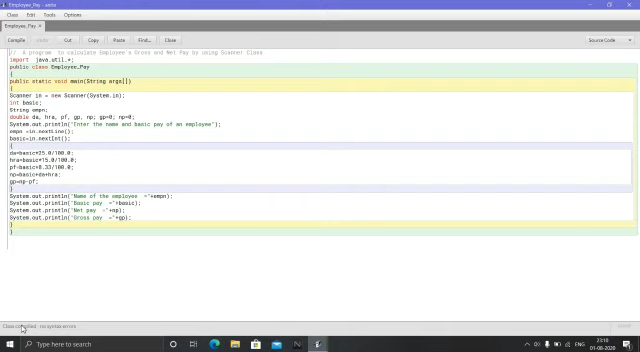 Employee_Pay - asha
Class Edit Tools Options
Employee_Pay ×
Compile Undo Cut Copy Paste Find... Close Source Code
// A program to calculate Employee's Gross and Net Pay by using Scanner Class
import java.util.*;
public class Employee_Pay
{
public static void main(String args[])
{
Scanner in = new Scanner(System.in);
int basic;
String empn;
double da, hra, pf, gp, np; gp=0; np=0;
System.out.println("Enter the name and basic pay of an employee");
empn =in.nextLine();
basic=in.nextInt();
{
da=basic*25.0/100.0;
hra=basic*15.0/100.0;
pf=basic*8.33/100.0;
np=basic+da+hra;
gp=np-pf;
}
System.out.println("Name of the employee ="+empn);
System.out.println("Basic pay ="+basic);
System.out.println("Net pay ="+np);
System.out.println("Gross pay ="+gp);
}
}
Class compiled - no syntax errors
Type here to search
ENG
23:10
01-08-2020